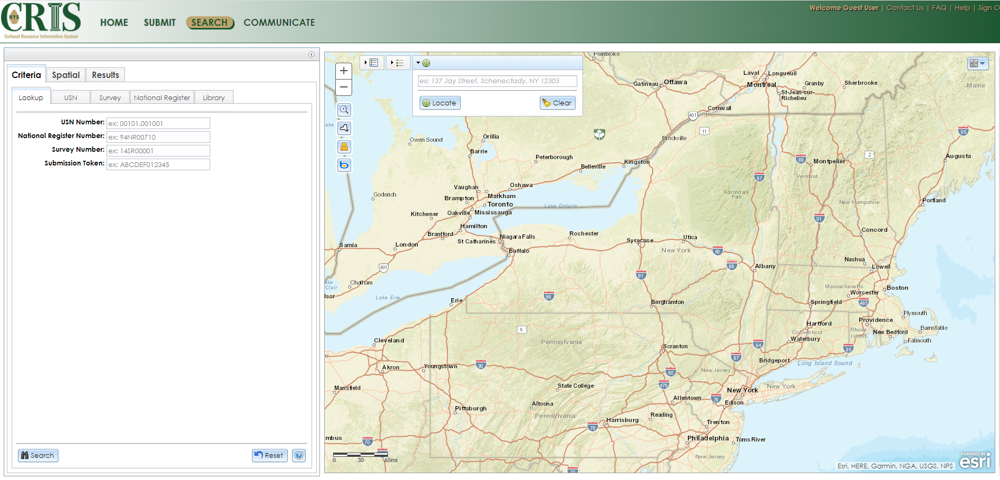 NYS
CRIS
Cultural Resource Information System
HOME
SUBMIT
SEARCH
COMMUNICATE
Welcome Guest User | Contact Us | FAQ | Help | Sign O
Criteria
Spatial
Results
Lookup
USN
Survey
National Register
Library
USN Number:
ex: 00101.001001
National Register Number:
ex: 94NR00710
Survey Number:
ex: 14SR00001
Submission Token:
ex: ABCDEF012345
Search
Reset
?
+
−
ex: 137 Jay Street, Schenectady, NY 12305
Locate
Clear
Pembroke
Laval
Longueuil
Gatineau
Ottawa
Montreal
Granby
Sherbrooke
Maine
St-Jean-sur-
Richelieu
Cornwall
401
11
ake
95
7
Owen Sound
Orillia
Brockville
Barrie
Peterborough
Kingston
Belleville
2
89
Montpelier
Augusta
Vermont
87
Vaughan
Oshawa
Goderich
Brampton
Markham
Toronto
Adirondack
Park
New Hampshire
Portland
Lake Ontario
Kitchener
Oakville
Mississauga
91
Hamilton
Brantford
Niagara Falls
Rochester
Concord
St Catharines
Syracuse
Utica
Sarnia
London
Buffalo
New York
90
Nashua
401
88
Albany
Lowell
81
Chatham
ake
Clair
Massachusetts
Boston
Worcester
lsor
Lake Erie
Erie
86
Binghamton
Springfield
495
Plymouth
Providence
Hartford
Barnstable
6
Connecticut
Rhode
Island
New Bedford
Cleveland
Pennsylvania
Waterbury
Falmouth
Scranton
84
95
Akron
Youngstown
80
87
Bridgeport
Long Island Sound
80
New Jersey
476
Mansfield
State College
New York
New York
Allentown
78
Edison
Altoona
Pittsburgh
Pennsylvania
Reading
Harrisburg
Trenton
76
mbus
70
Philadelphia
Toms River
New Jersey
0
30
60mi
70
Esri, HERE, Garmin, NGA, USGS, NPS
POWERED BY
esri